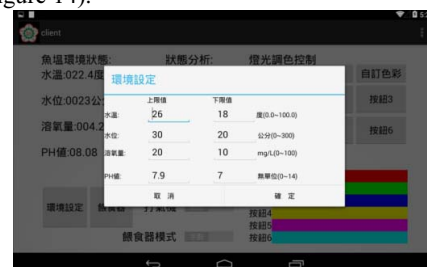 gure 14).
5:
client
魚塭環境狀態: 狀態分析: 燈光調色控制
水溫:022.4度 自訂色彩
環境設定
水位:0023公 按鈕3
上限值 下限值
水溫: 26 18 度(0.0~100.0)
水位: 30 20 公分(0~300)
溶氧量:004.2 按鈕6
溶氧量: 20 10 mg/L(0~100)
PH值:08.08
PH值: 7.9 7 無單位(0~14)
取 消 確 定
環境設定 餵食器 打氣機
按鈕4
按鈕5
餵食器模式 按鈕6